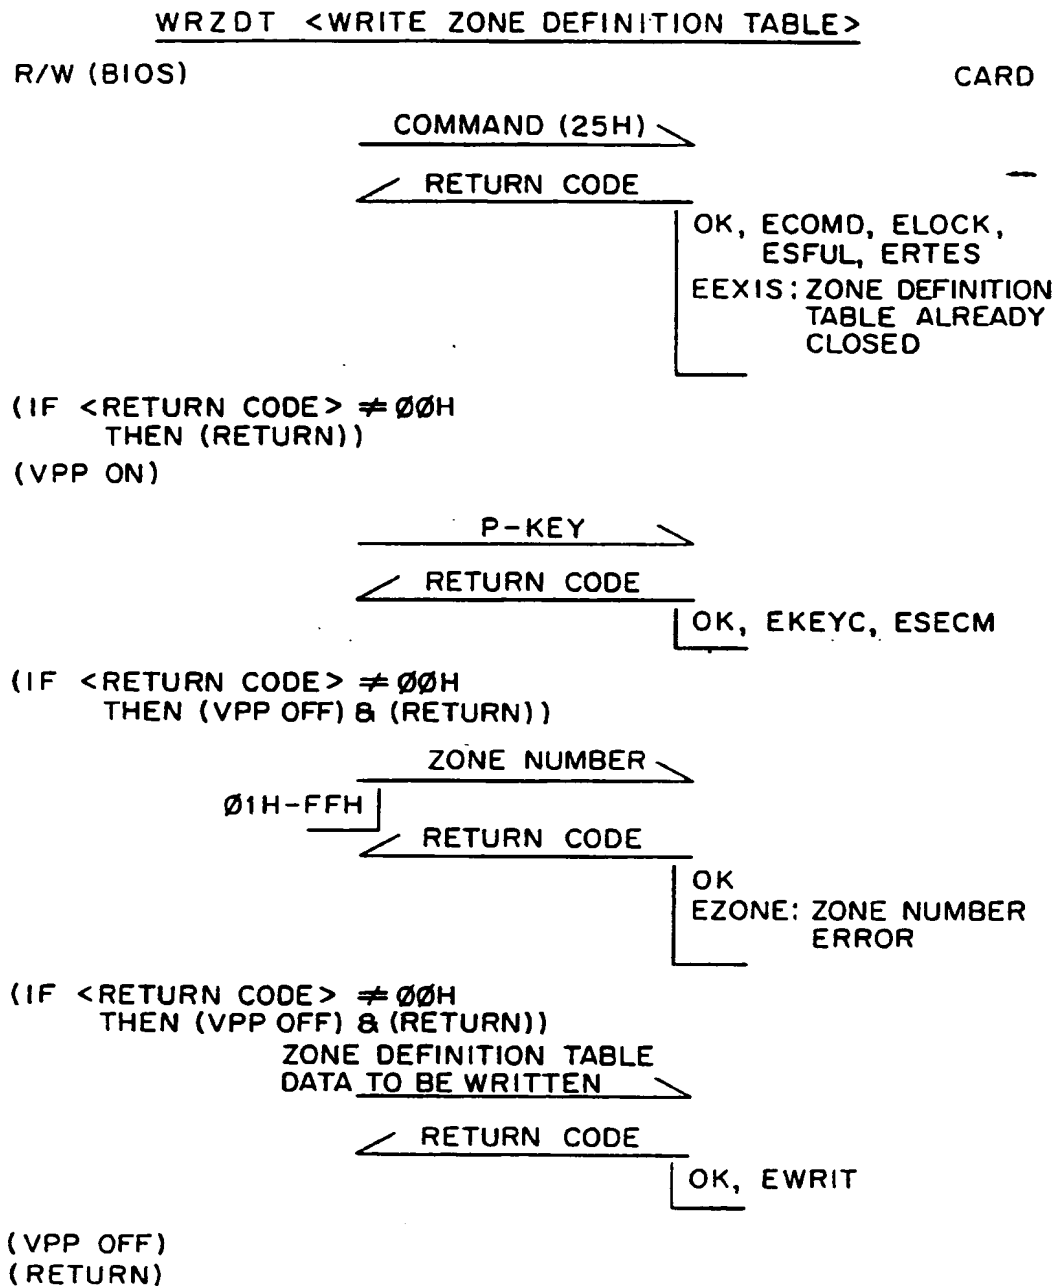 WRZDT <WRITE ZONE DEFINITION TABLE>
R/W (BIOS) CARD
COMMAND (25H)
RETURN CODE
OK, ECOMD, ELOCK,
ESFUL, ERTES
EEXIS: ZONE DEFINITION
TABLE ALREADY
CLOSED
(IF <RETURN CODE> ≠ ØØH
THEN (RETURN))
(VPP ON)
P-KEY
RETURN CODE
OK, EKEYC, ESECM
(IF <RETURN CODE> ≠ ØØH
THEN (VPP OFF) & (RETURN))
ZONE NUMBER
Ø1H-FFH
RETURN CODE
OK
EZONE: ZONE NUMBER
ERROR
(IF <RETURN CODE> ≠ ØØH
THEN (VPP OFF) & (RETURN))
ZONE DEFINITION TABLE
DATA TO BE WRITTEN
RETURN CODE
OK, EWRIT
(VPP OFF)
(RETURN)